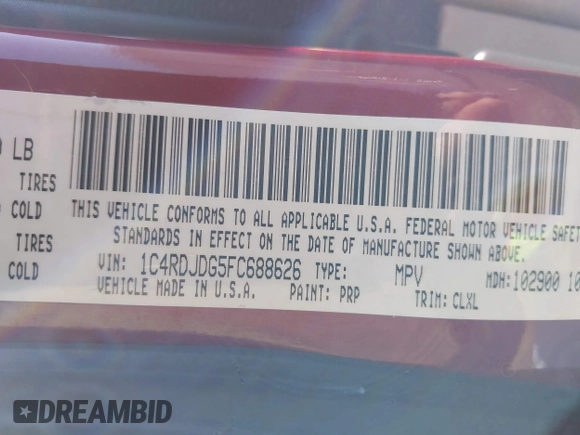 LB
TIRES
COLD
TIRES
COLD
THIS VEHICLE CONFORMS TO ALL APPLICABLE U.S.A. FEDERAL MOTOR VEHICLE SAFET
STANDARDS IN EFFECT ON THE DATE OF MANUFACTURE SHOWN ABOVE.
VIN: 1C4RDJDG5FC688626 TYPE: MPV MDH:102900 10
VEHICLE MADE IN U.S.A. PAINT: PRP TRIM: CLXL
DREAMBID